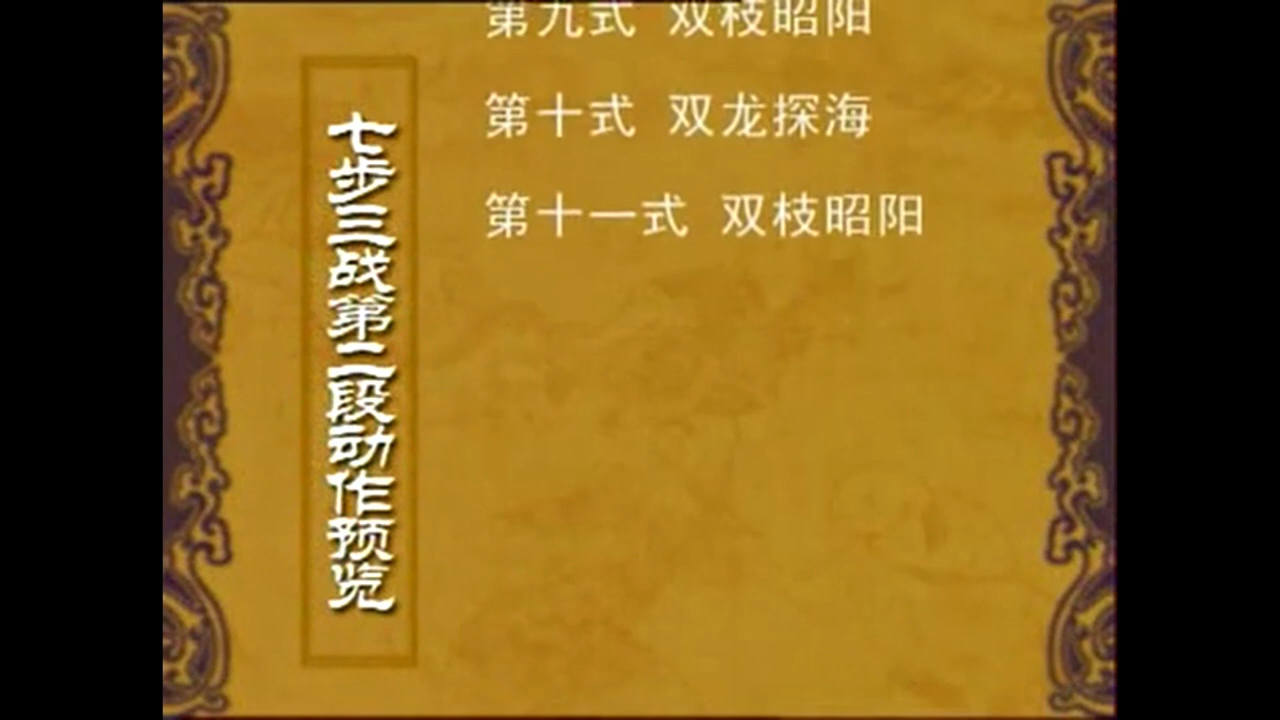 七步三战第二段动作预览
第九式 双枝昭阳
第十式 双龙探海
第十一式 双枝昭阳